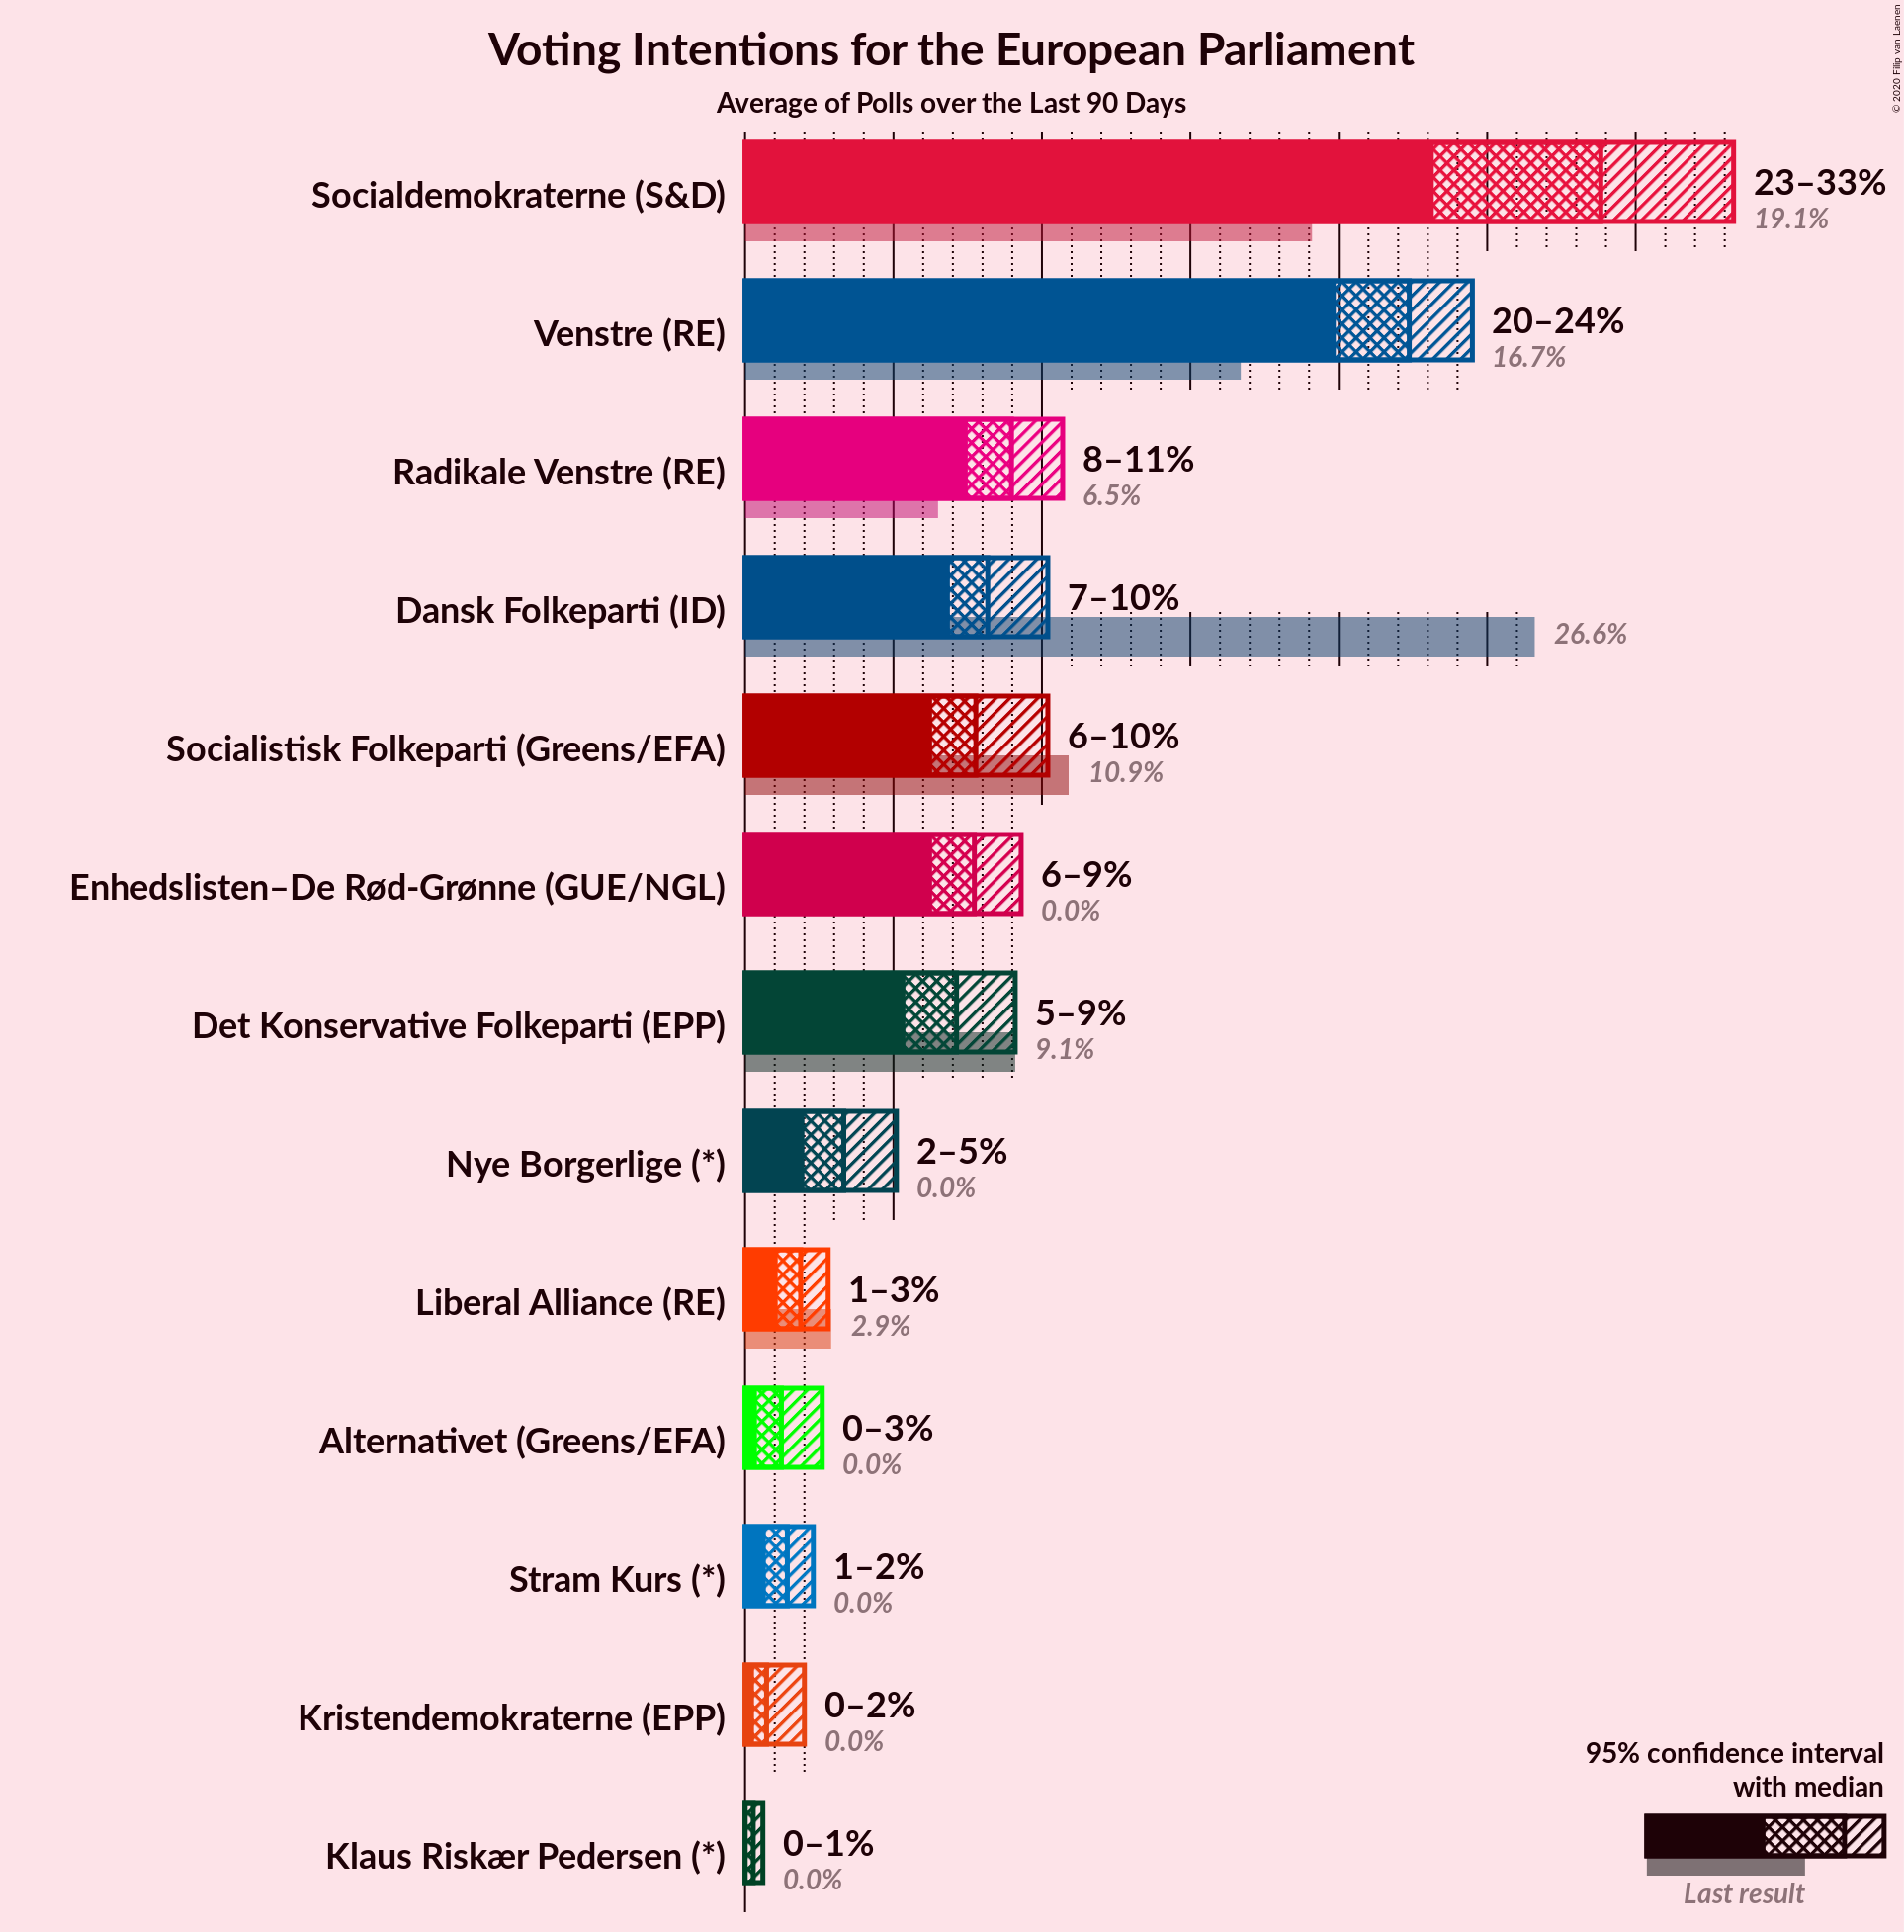 © 2020 Filip van Laenen
Voting Intentions for the European Parliament
Average of Polls over the Last 90 Days
Socialdemokraterne (S&D)
23–33%
19.1%
Venstre (RE)
20–24%
16.7%
Radikale Venstre (RE)
8–11%
6.5%
Dansk Folkeparti (ID)
7–10%
26.6%
Socialistisk Folkeparti (Greens/EFA)
6–10%
10.9%
Enhedslisten–De Rød-Grønne (GUE/NGL)
6–9%
0.0%
Det Konservative Folkeparti (EPP)
5–9%
9.1%
Nye Borgerlige (*)
2–5%
0.0%
Liberal Alliance (RE)
1–3%
2.9%
Alternativet (Greens/EFA)
0–3%
0.0%
Stram Kurs (*)
1–2%
0.0%
Kristendemokraterne (EPP)
0–2%
0.0%
Klaus Riskær Pedersen (*)
0–1%
0.0%
95% confidence interval
with median
Last result